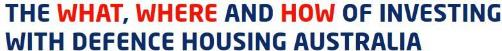 THE WHAT, WHERE AND HOW OF INVESTING
WITH DEFENCE HOUSING AUSTRALIA